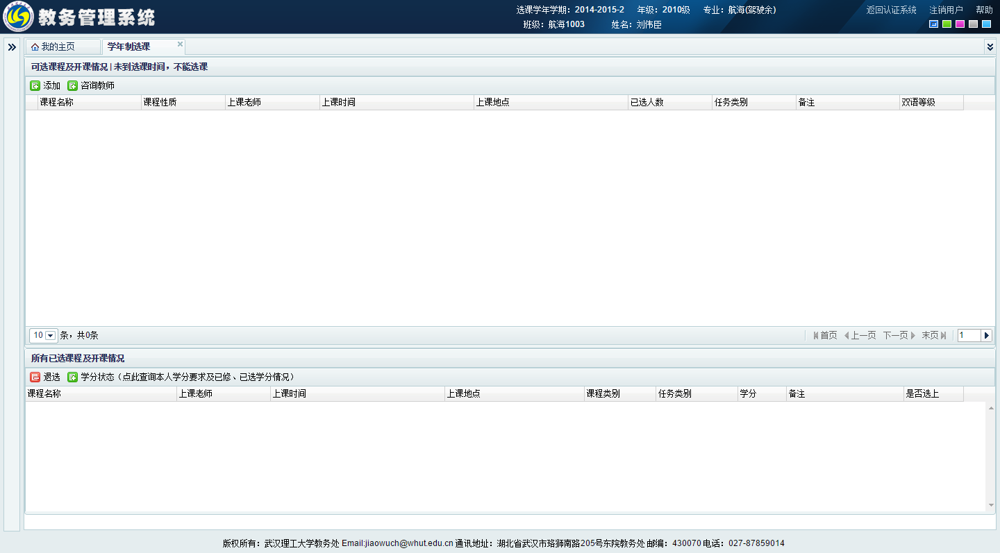 教务管理系统
选课学年学期：2014-2015-2 年级：2010级 专业：航海(驾驶余)
班级：航海1003 姓名：刘伟臣
返回认证系统 注销用户 帮助
我的主页 学年制选课
可选课程及开课情况 | 未到选课时间，不能选课
添加 咨询教师
课程名称 课程性质 上课老师 上课时间 上课地点 已选人数 任务类别 备注 双语等级
10 条，共0条 首页 上一页 下一页 末页 1
所有已选课程及开课情况
退选 学分状态（点此查询本人学分要求及已修、已选学分情况）
课程名称 上课老师 上课时间 上课地点 课程类别 任务类别 学分 备注 是否选上
版权所有：武汉理工大学教务处 Email:jiaowuch@whut.edu.cn 通讯地址：湖北省武汉市珞狮南路205号东院教务处 邮编：430070 电话：027-87859014